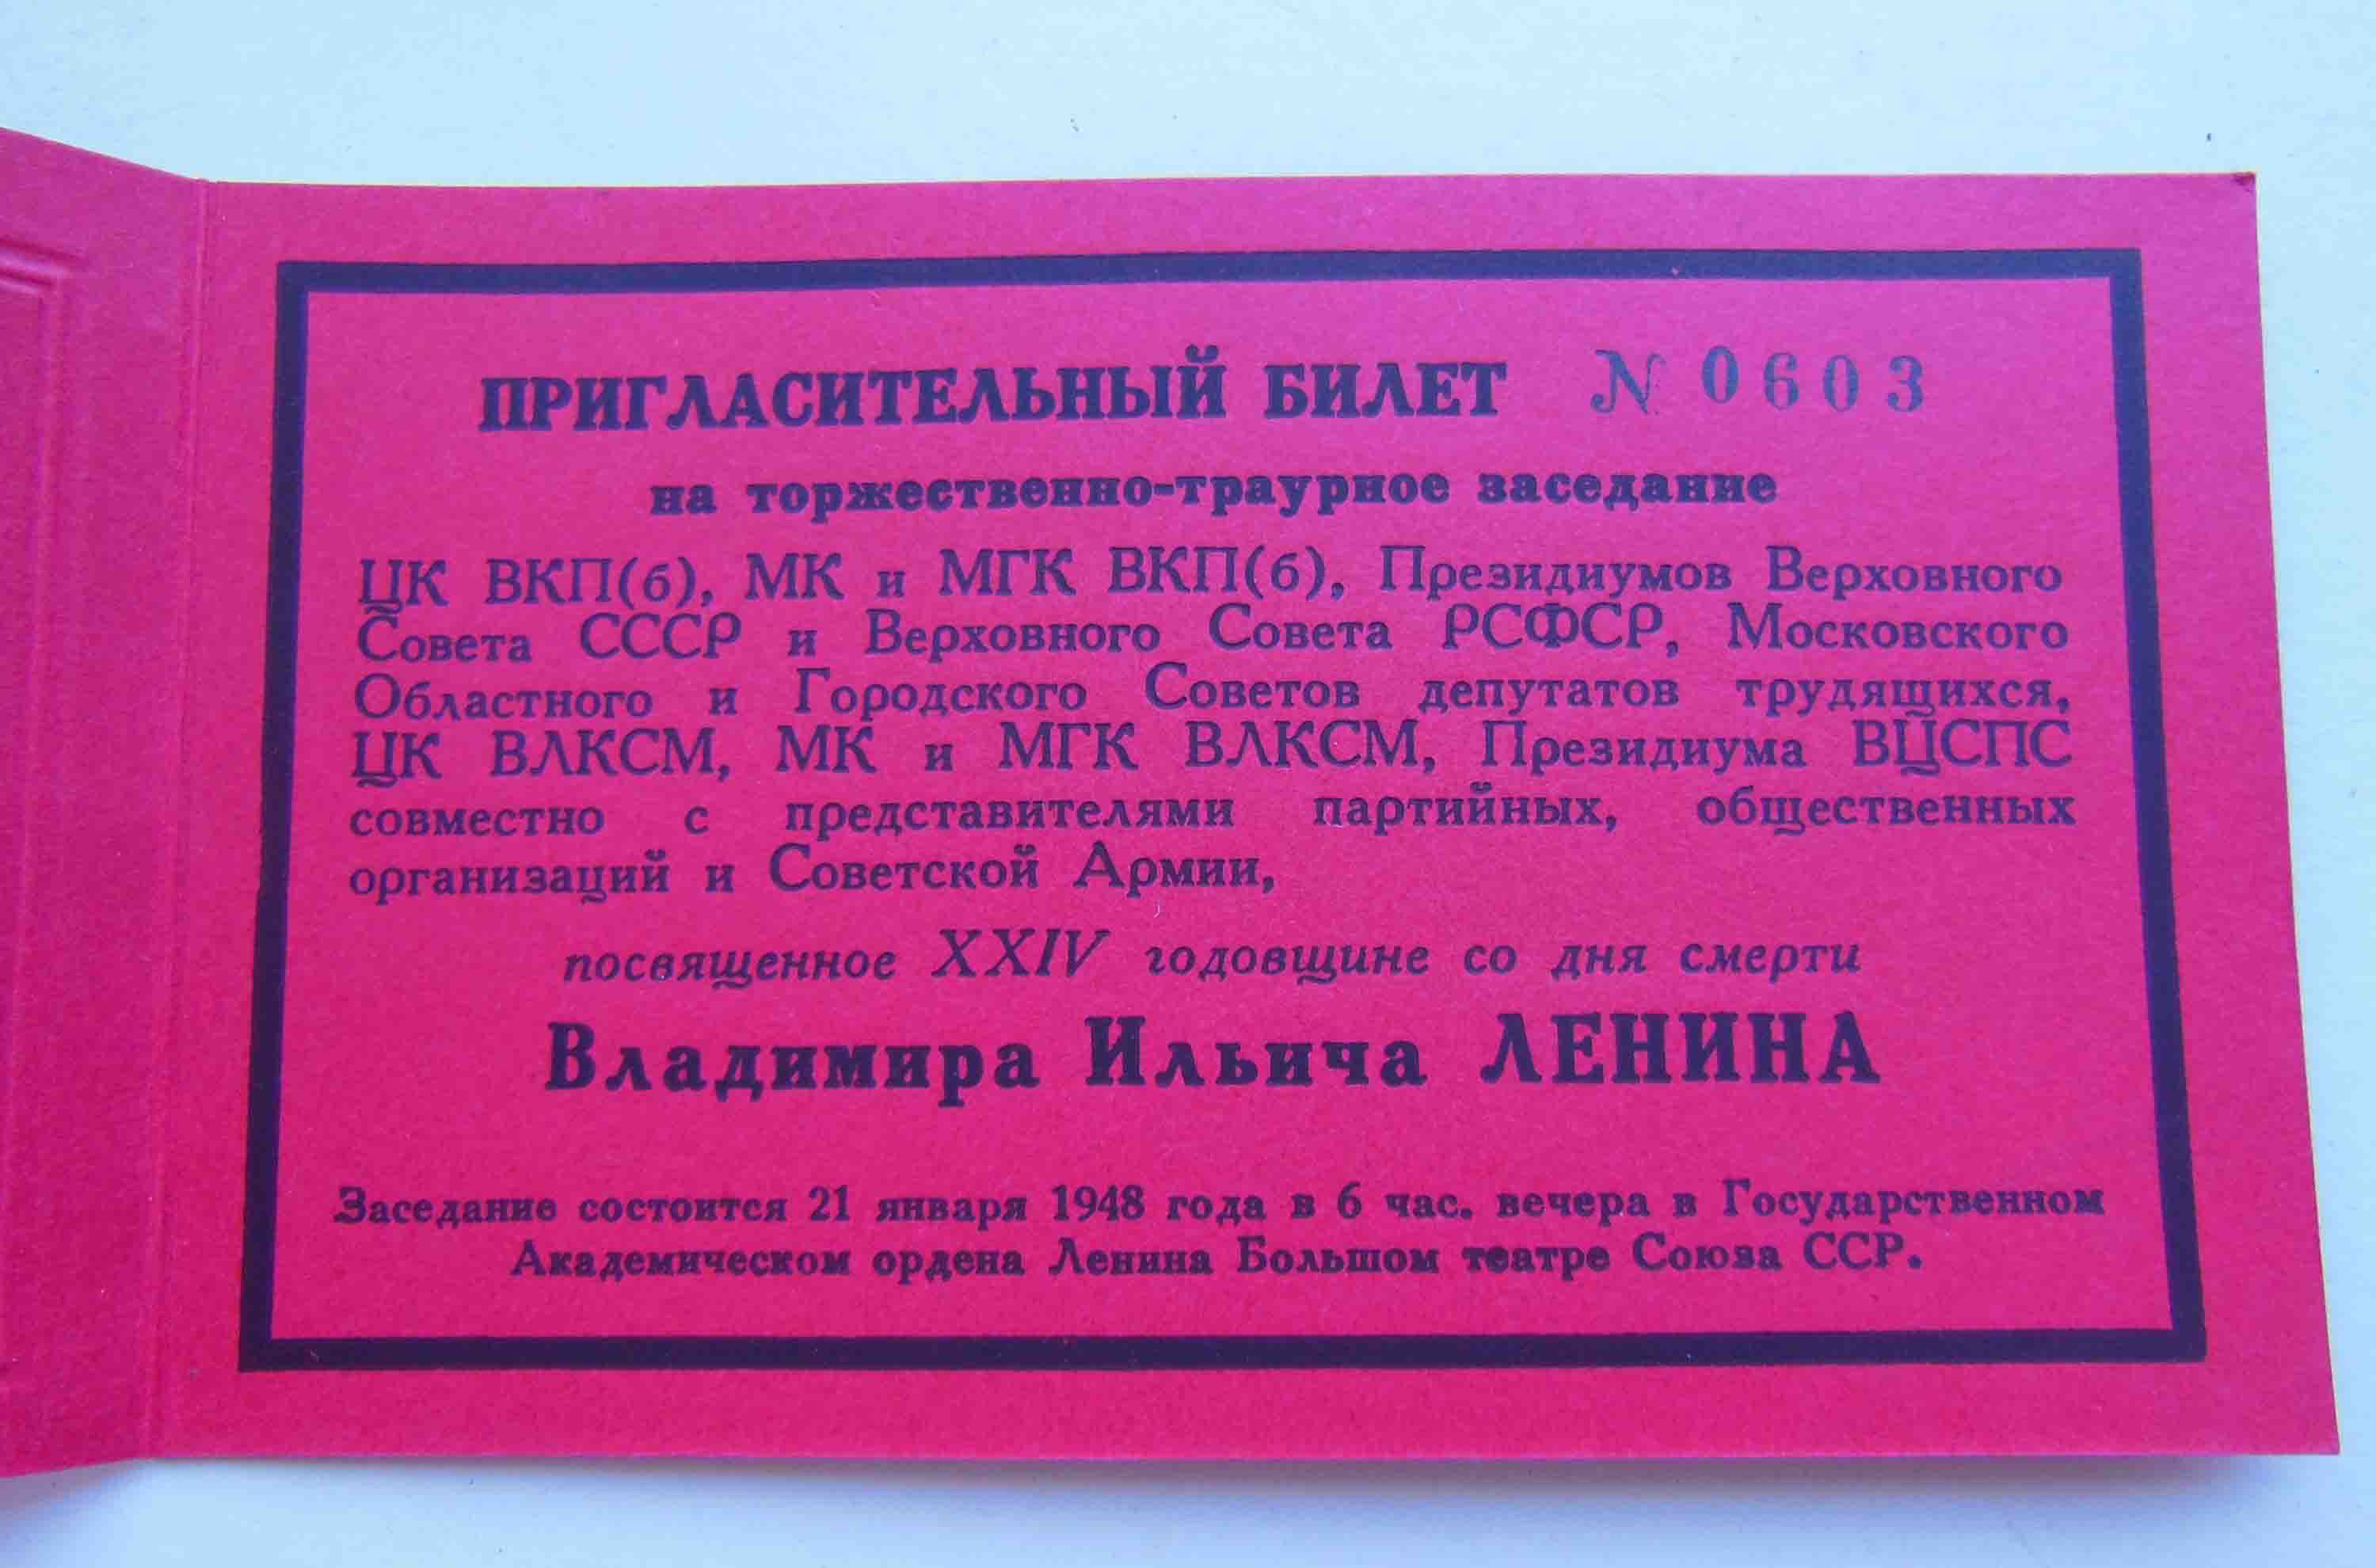 ПРИГЛАСИТЕЛЬНЫЙ БИЛЕТ № 0603
на торжественно-траурное заседание
ЦК ВКП(б), МК и МГК ВКП(б), Президиумов Верховного
Совета СССР и Верховного Совета РСФСР, Московского
Областного и Городского Советов депутатов трудящихся,
ЦК ВЛКСМ, МК и МГК ВЛКСМ, Президиума ВЦСПС
совместно с представителями партийных, общественных
организаций и Советской Армии,
посвященное XXIV годовщине со дня смерти
Владимира Ильича ЛЕНИНА
Заседание состоится 21 января 1948 года в 6 час. вечера в Государственном
Академическом ордена Ленина Большом театре Союза ССР.